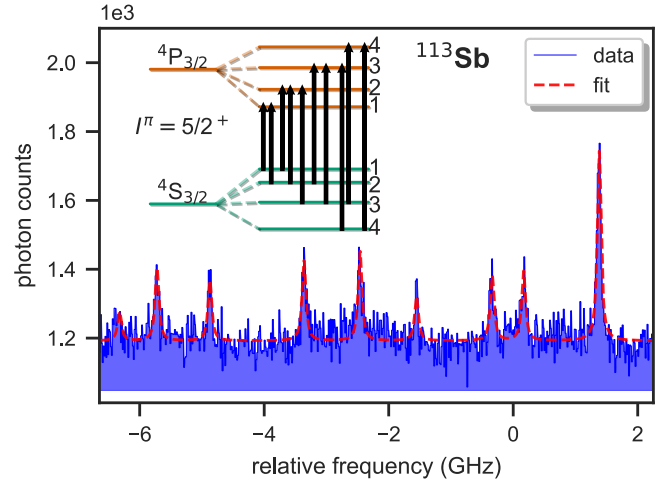 1e3
⁴P₃/₂
4
3
2
1
¹¹³Sb
data
fit
Iπ = 5/2⁺
⁴S₃/₂
1
2
3
4
2.0
1.8
1.6
1.4
1.2
photon counts
−6
−4
−2
0
2
relative frequency (GHz)